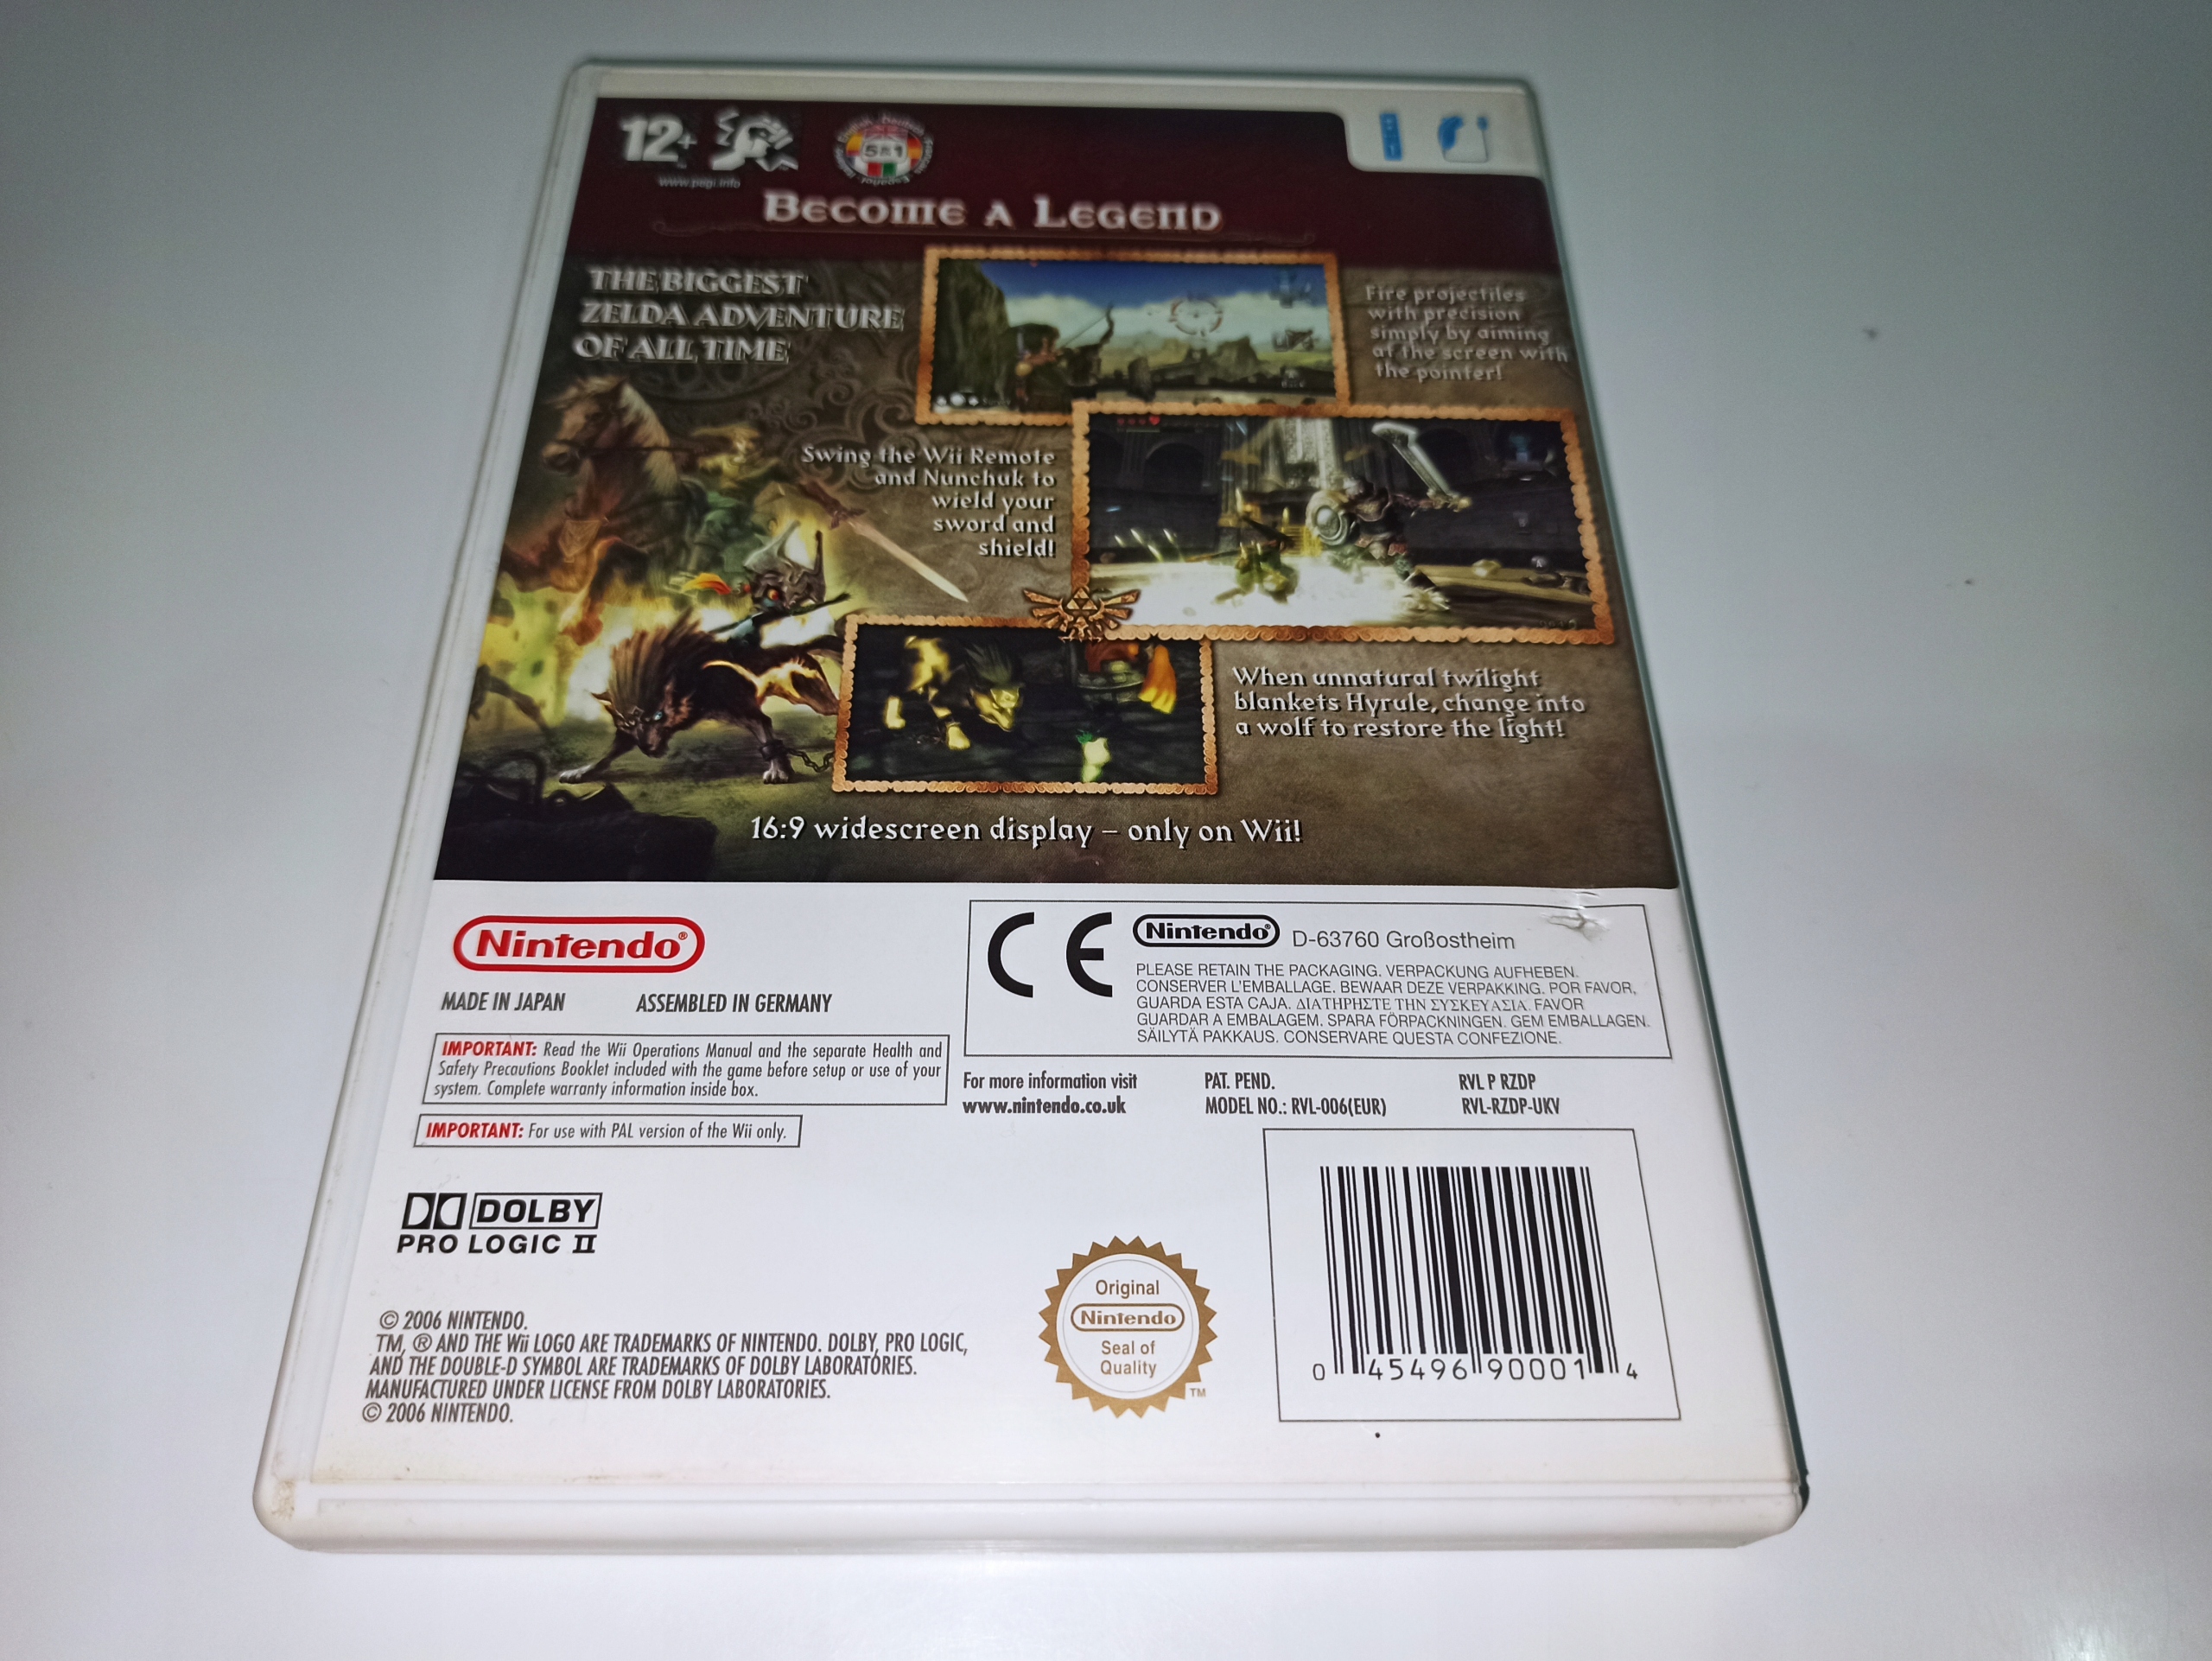 12+
www.pegi.info
5in1
BECOME A LEGEND
THE BIGGEST
ZELDA ADVENTURE
OF ALL TIME
Fire projectiles
with precision
simply by aiming
at the screen with
the pointer!
Swing the Wii Remote
and Nunchuk to
wield your
sword and
shield!
When unnatural twilight
blankets Hyrule, change into
a wolf to restore the light!
16:9 widescreen display – only on Wii!
Nintendo®
MADE IN JAPAN ASSEMBLED IN GERMANY
IMPORTANT: Read the Wii Operations Manual and the separate Health and
Safety Precautions Booklet included with the game before setup or use of your
system. Complete warranty information inside box.
IMPORTANT: For use with PAL version of the Wii only.
CE Nintendo® D-63760 Großostheim
PLEASE RETAIN THE PACKAGING. VERPACKUNG AUFHEBEN.
CONSERVER L'EMBALLAGE. BEWAAR DEZE VERPAKKING. POR FAVOR,
GUARDA ESTA CAJA. ΔΙΑΤΗΡΗΣΤΕ ΤΗΝ ΣΥΣΚΕΥΑΣΙΑ. FAVOR
GUARDAR A EMBALAGEM. SPARA FÖRPACKNINGEN. GEM EMBALLAGEN.
SÄILYTÄ PAKKAUS. CONSERVARE QUESTA CONFEZIONE.
For more information visit
www.nintendo.co.uk
PAT. PEND.
MODEL NO.: RVL-006(EUR)
RVL P RZDP
RVL-RZDP-UKV
DOLBY
PRO LOGIC II
Original
Nintendo
Seal of
Quality
TM
0 45496 90001 4
© 2006 NINTENDO.
TM, ® AND THE Wii LOGO ARE TRADEMARKS OF NINTENDO. DOLBY, PRO LOGIC,
AND THE DOUBLE-D SYMBOL ARE TRADEMARKS OF DOLBY LABORATORIES.
MANUFACTURED UNDER LICENSE FROM DOLBY LABORATORIES.
© 2006 NINTENDO.